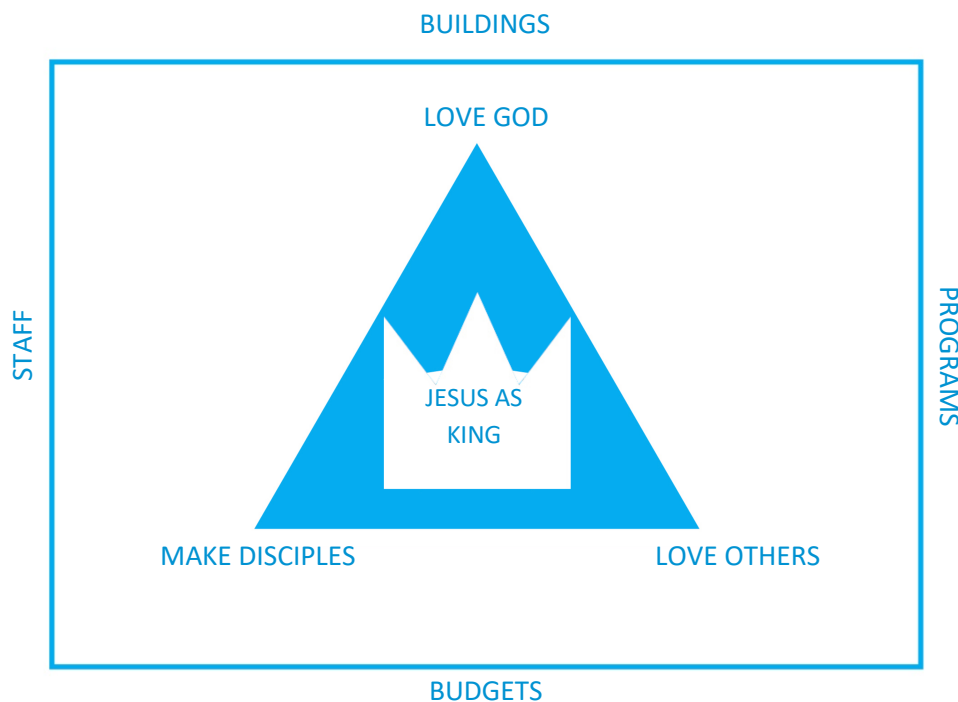 BUILDINGS
LOVE GOD
STAFF
PROGRAMS
JESUS AS
KING
MAKE DISCIPLES
LOVE OTHERS
BUDGETS